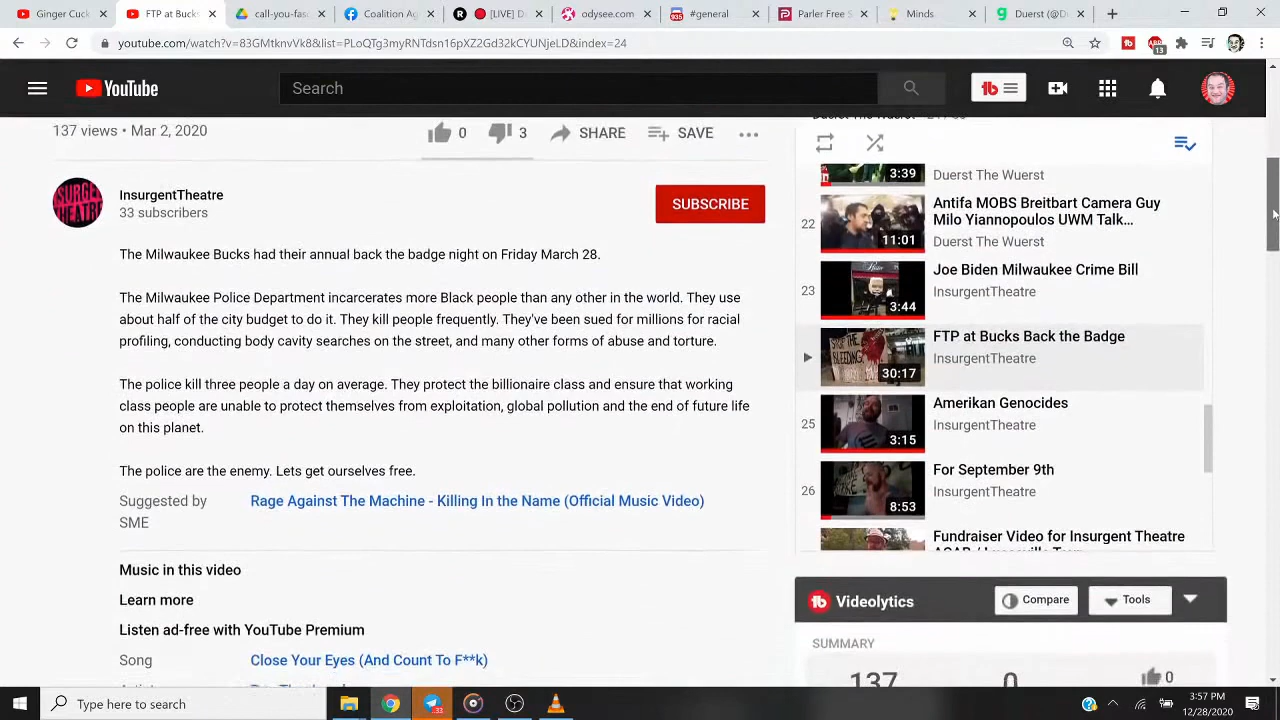 Ginger Cuck
FTP at Bucks
call-you-fas
Facebook
[LIVE] D
odysee.com
#general
Parler Free S
Minds
Duerst (@D
youtube.com/watch?v=83GMtknvVk8&list=PLoQTg3myRNTIsn16pXZ2Gd32LCYUNjeLD&index=24
13
YouTube
Search
137 views • Mar 2, 2020
0
3
SHARE
SAVE
InsurgentTheatre
33 subscribers
SUBSCRIBE
The Milwaukee Bucks had their annual back the badge night on Friday March 28.
The Milwaukee Police Department incarcerates more Black people than any other in the world. They use
about half of the city budget to do it. They kill people frequently. They've been sued for millions for racial
profiling, conducting body cavity searches on the street, and many other forms of abuse and torture.
The police kill three people a day on average. They protect the billionaire class and ensure that working
class people are unable to protect themselves from exploitation, global pollution and the end of future life
on this planet.
The police are the enemy. Lets get ourselves free.
Suggested by
SME
Rage Against The Machine - Killing In the Name (Official Music Video)
Music in this video
Learn more
Listen ad-free with YouTube Premium
Song
Close Your Eyes (And Count To F**k)
3:39
Duerst The Wuerst
22
11:01
Antifa MOBS Breitbart Camera Guy
Milo Yiannopoulos UWM Talk...
Duerst The Wuerst
23
3:44
Joe Biden Milwaukee Crime Bill
InsurgentTheatre
30:17
FTP at Bucks Back the Badge
InsurgentTheatre
25
3:15
Amerikan Genocides
InsurgentTheatre
26
8:53
For September 9th
InsurgentTheatre
Fundraiser Video for Insurgent Theatre
Videolytics
Compare
Tools
SUMMARY
137
0
0
Type here to search
3:57 PM
12/28/2020